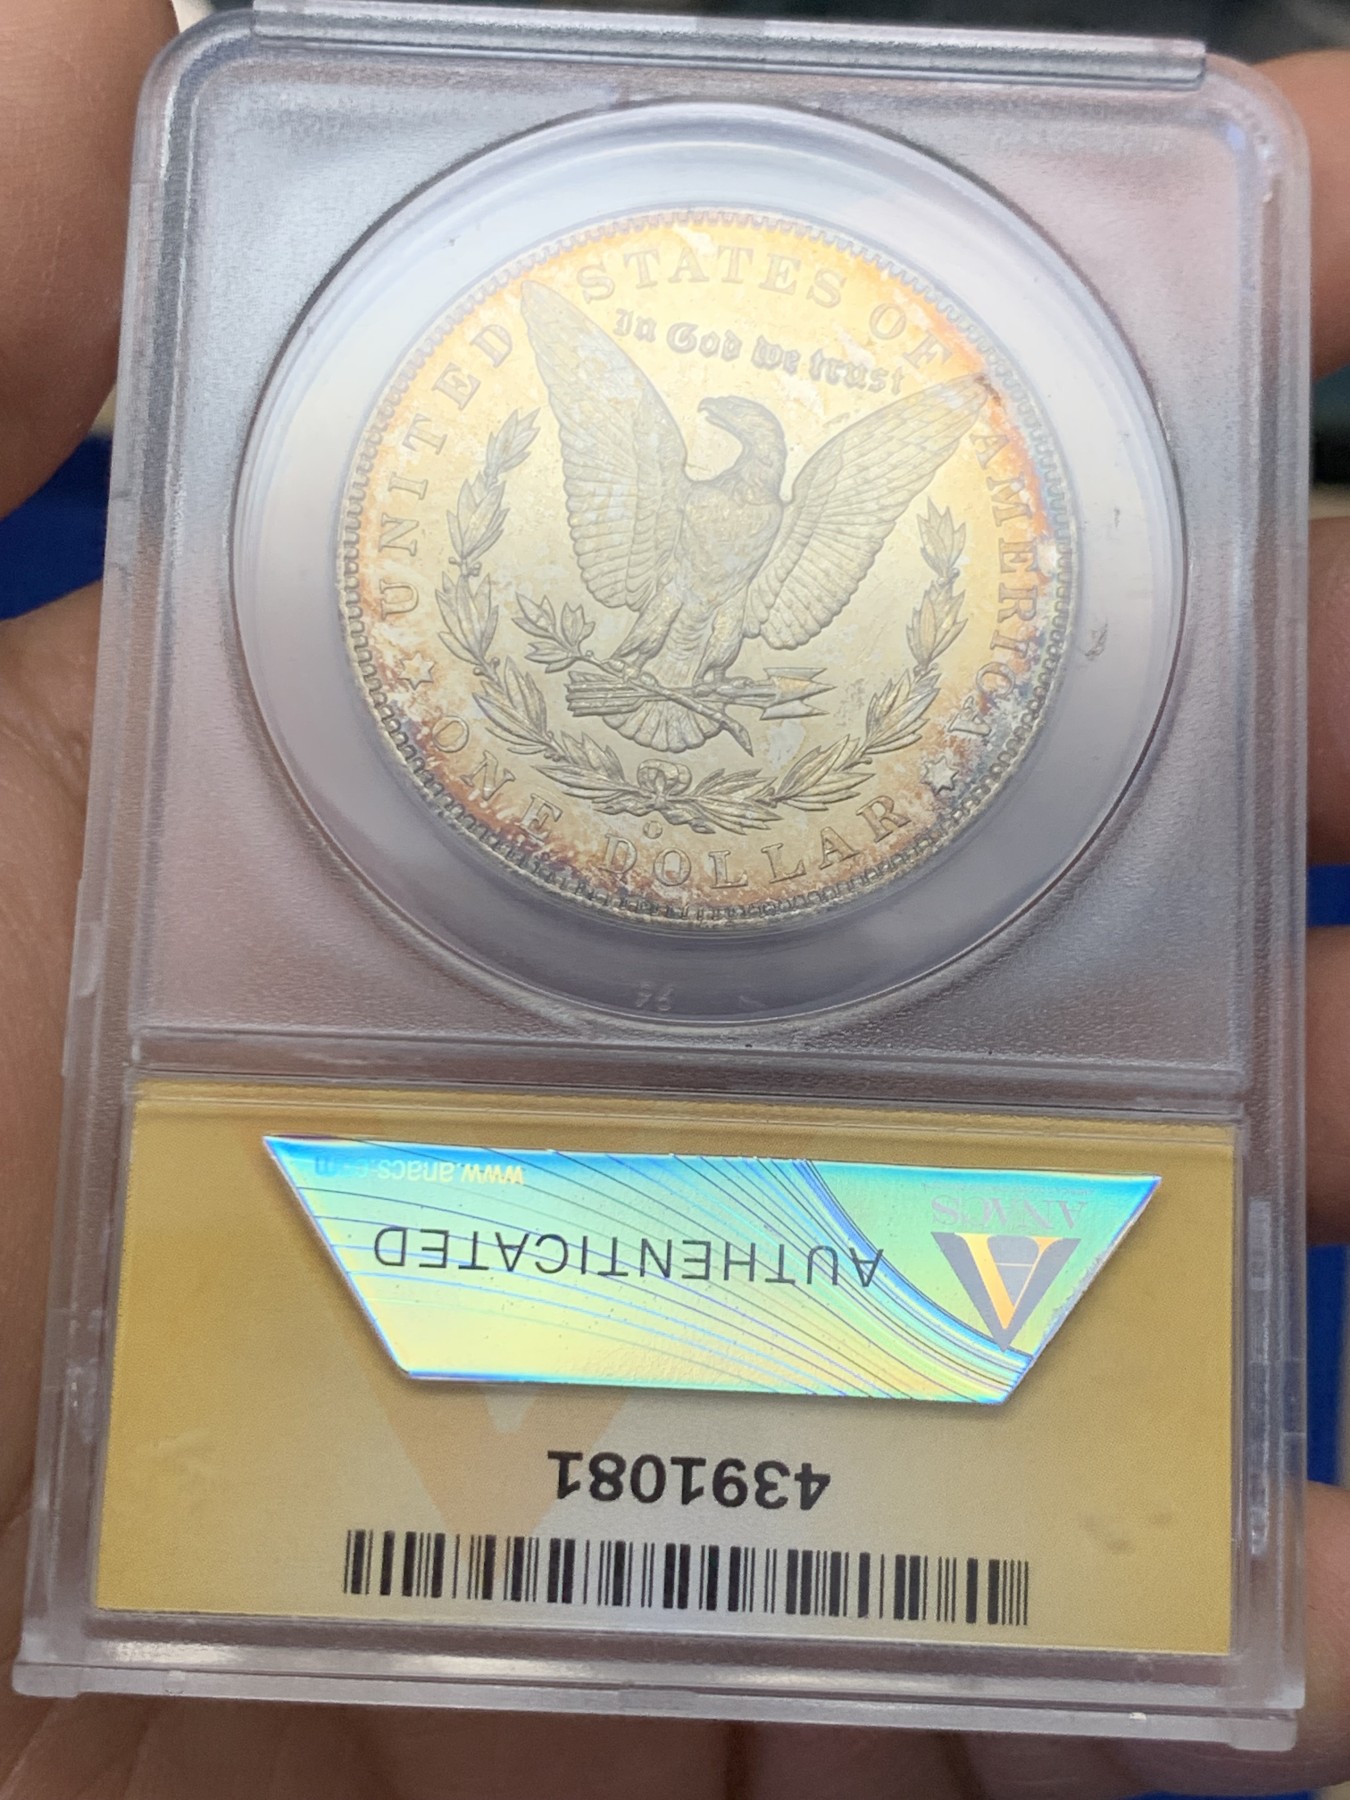 UNITED STATES OF AMERICA
In God we trust
O
ONE DOLLAR
ANACS
www.anacs.com
AUTHENTICATED
4391081